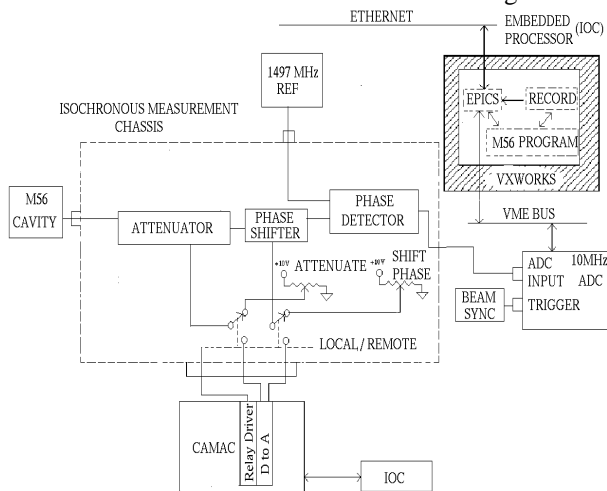 ETHERNET
EMBEDDED (IOC)
PROCESSOR
1497 MHz
REF
ISOCHRONOUS MEASUREMENT
CHASSIS
EPICS
RECORD
M56 PROGRAM
VXWORKS
M56
CAVITY
ATTENUATOR
PHASE
SHIFTER
PHASE
DETECTOR
VME BUS
+10V
ATTENUATE
+10V
SHIFT
PHASE
ADC 10MHz
INPUT ADC
TRIGGER
BEAM
SYNC
LOCAL / REMOTE
CAMAC
Relay Driver
D to A
IOC